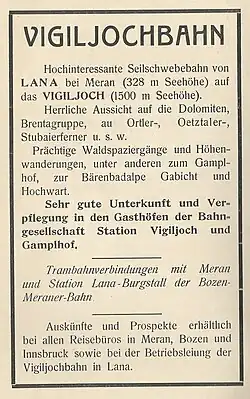 VIGILJOCHBAHN
Hochinteressante Seilschwebebahn von
LANA bei Meran (328 m Seehöhe) auf
das VIGILJOCH (1500 m Seehöhe).
Herliche Aussicht auf die Dolomiten,
Brentagruppe, au Ortler-, Oetztaler-,
Stubaierferner u. s. w.
Prächtige Waldspaziergänge und Höhen-
wanderungen, unter anderen zum Gampl-
hof, zur Bärenbadalpe Gabicht und
Hochwart.
Sehr gute Unterkunft und Ver-
pflegung in den Gasthöfen der Bahn-
gesellschaft Station Vigiljoch und
Gamplhof.
Trambahnverbindungen mit Meran
und Station Lana-Burgstall der Bozen-
Meraner-Bahn
Auskünfte und Prospekte erhältlich
bei allen Reisebüros in Meran, Bozen und
Innsbruck sowie bei der Betriebsleiung der
Vigiljochbahn in Lana.